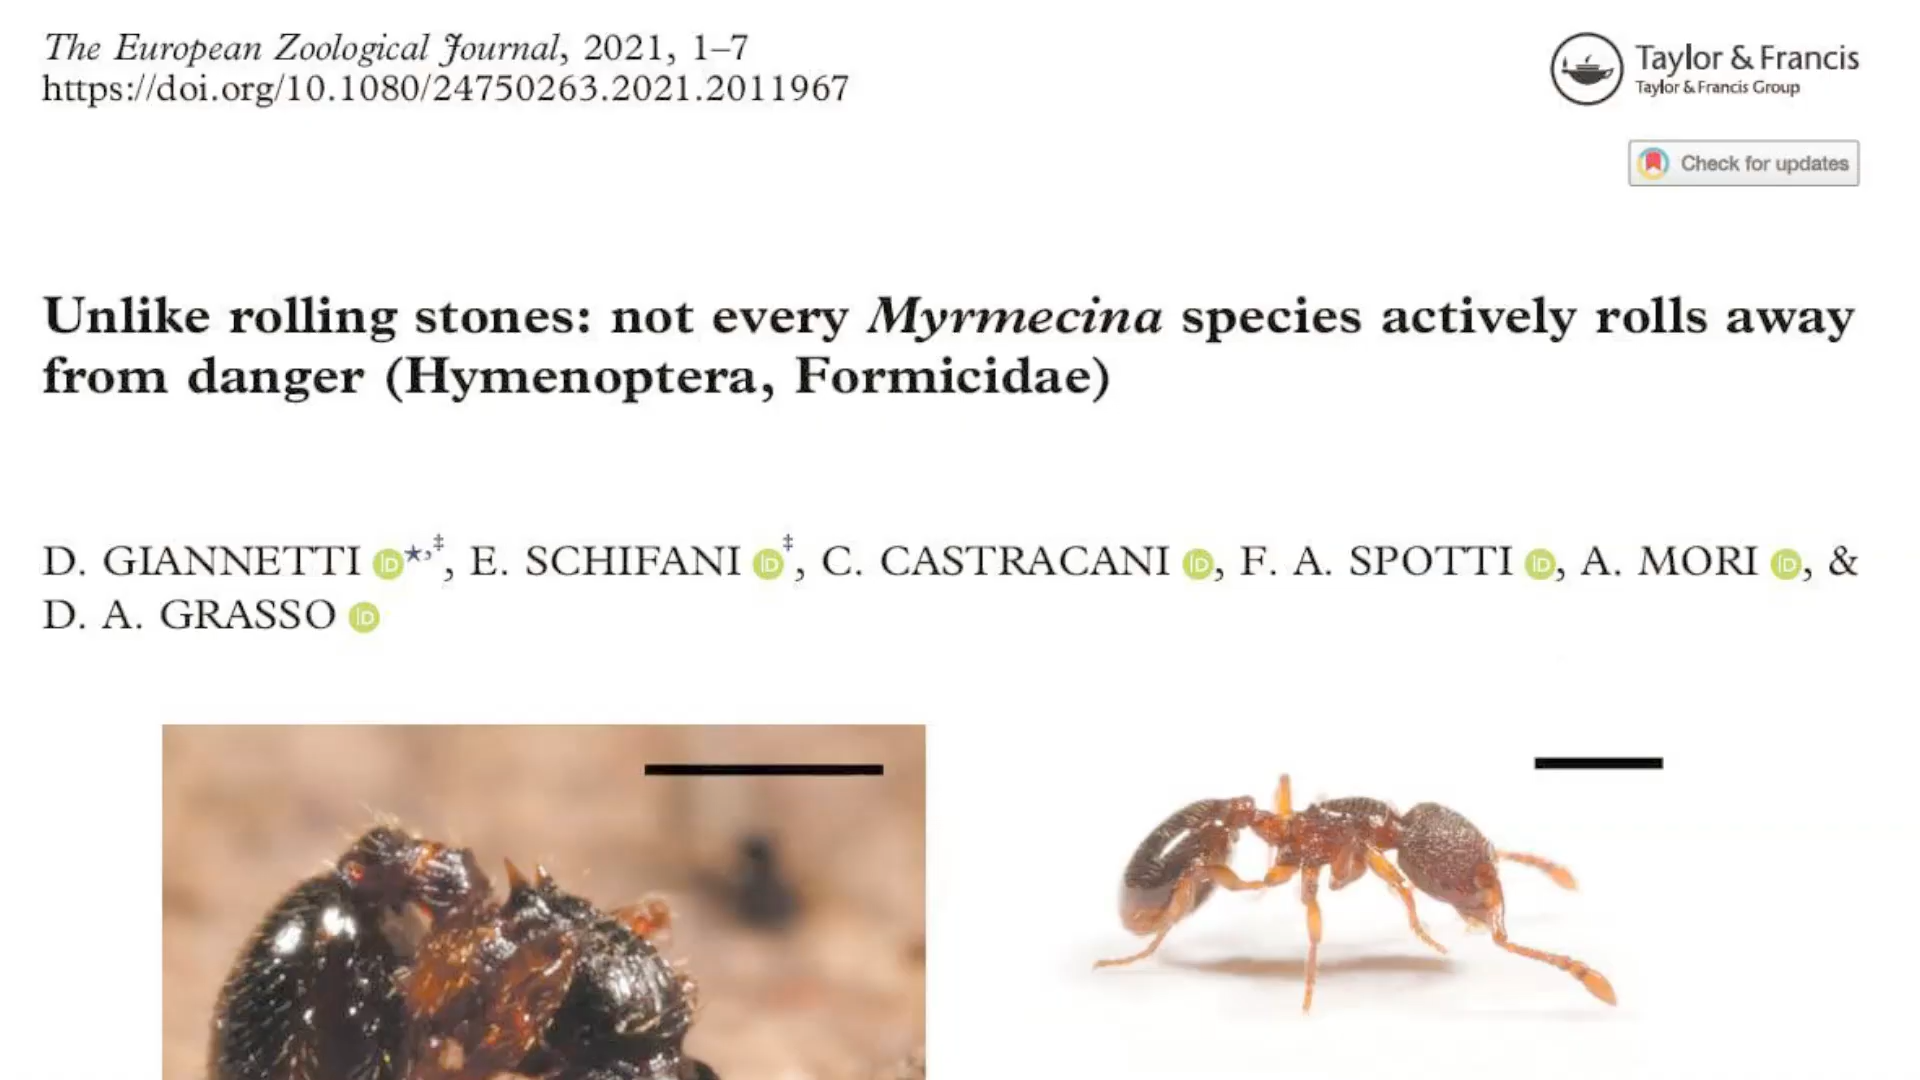 The European Zoological Journal, 2021, 1–7
https://doi.org/10.1080/24750263.2021.2011967
Taylor & Francis
Taylor & Francis Group
Check for updates
Unlike rolling stones: not every Myrmecina species actively rolls away
from danger (Hymenoptera, Formicidae)
D. GIANNETTI iD*,‡, E. SCHIFANI iD‡, C. CASTRACANI iD, F. A. SPOTTI iD, A. MORI iD, &
D. A. GRASSO iD